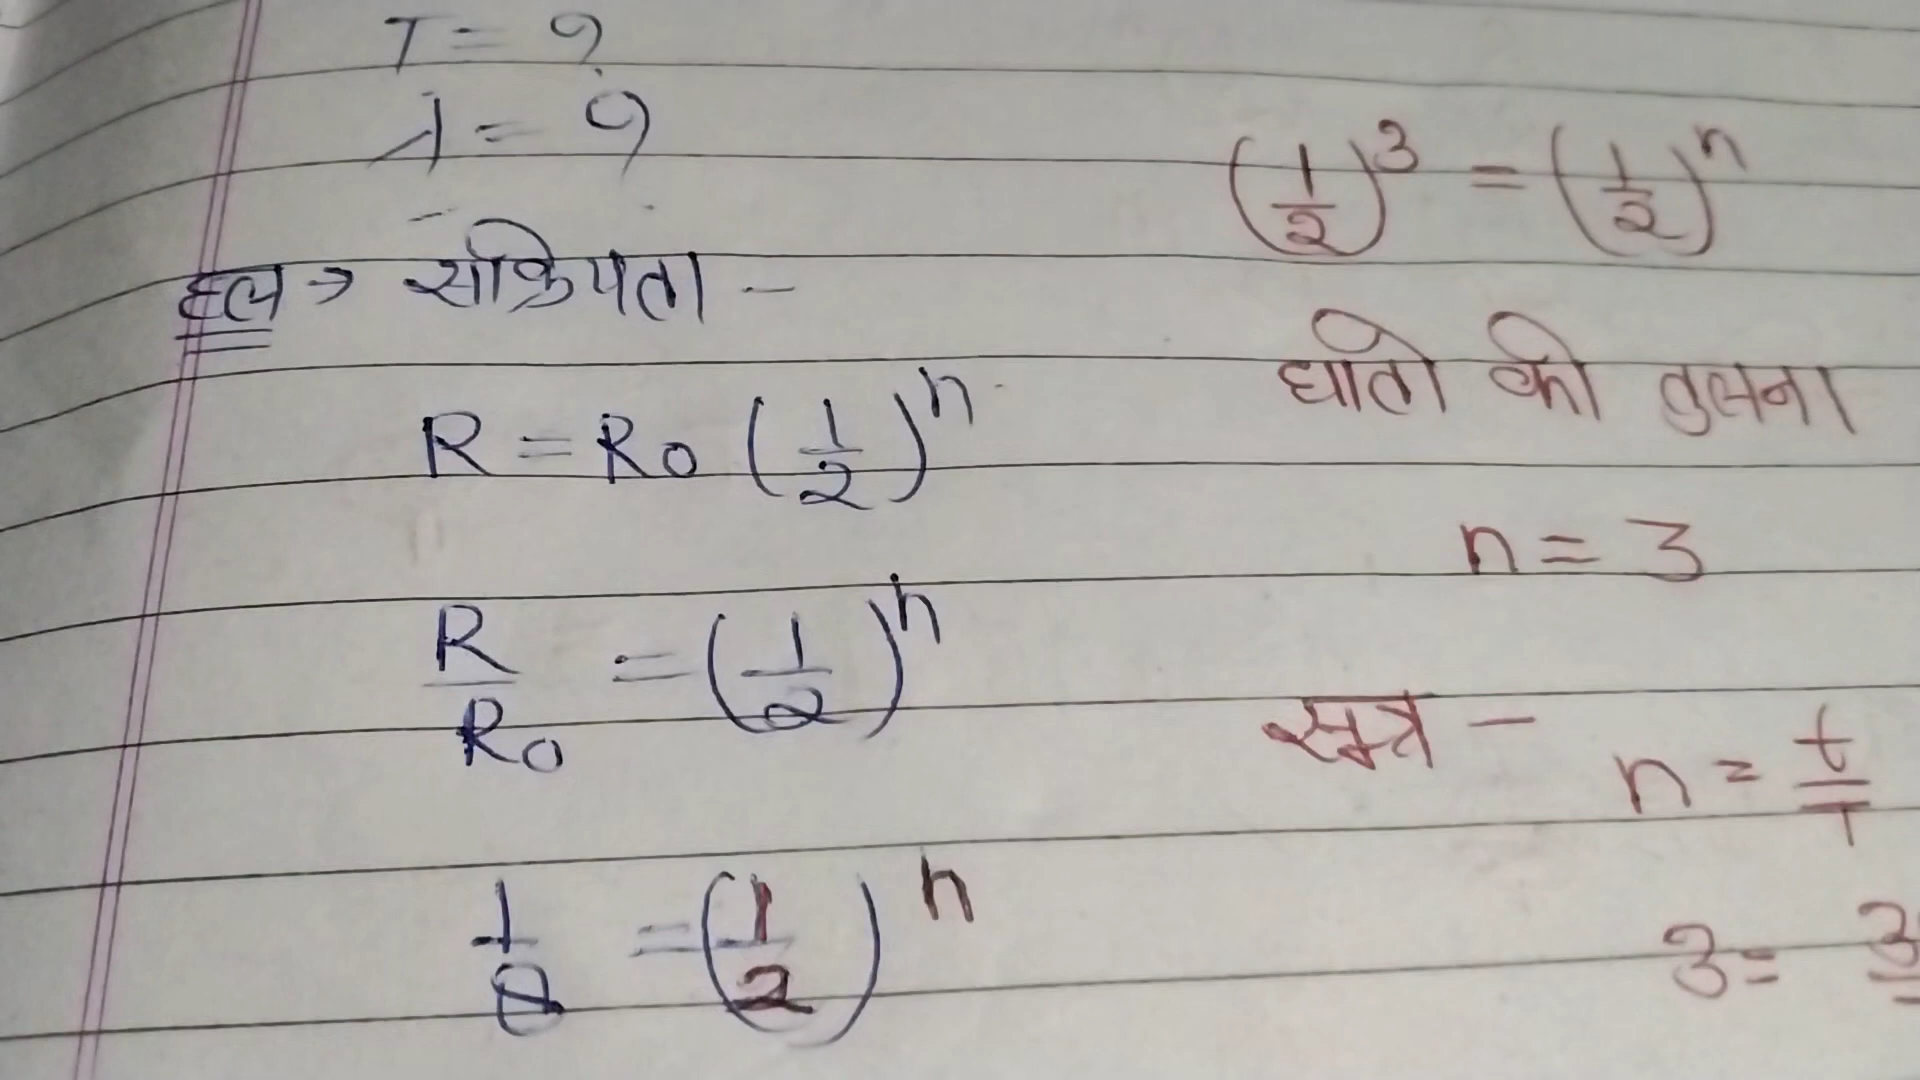 T = ?
λ = ?
हल → सक्रियता -
R = R₀ (1/2)ⁿ
R/R₀ = (1/2)ⁿ
1/8 = (1/2)ⁿ
(1/2)³ = (1/2)ⁿ
घातो की तुलना
n = 3
सूत्र - n = t/T
3 = 3